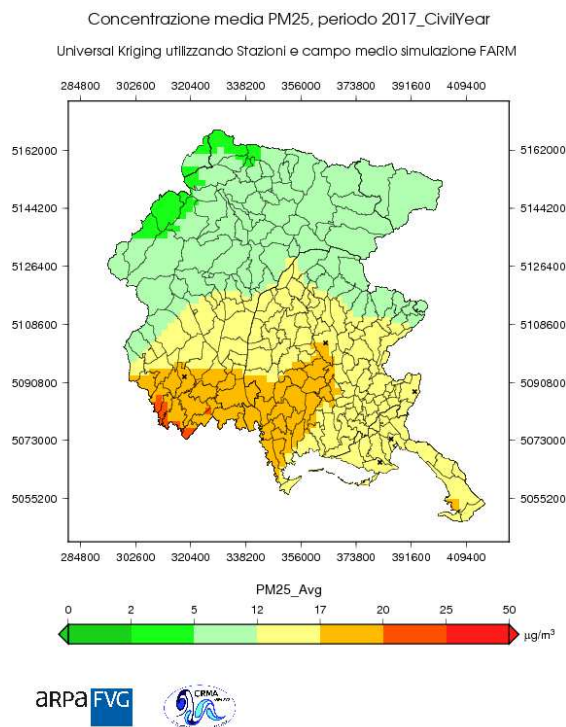 Concentrazione media PM25, periodo 2017_CivilYear
Universal Kriging utilizzando Stazioni e campo medio simulazione FARM
284800 302600 320400 338200 356000 373800 391600 409400
5162000 5162000
5144200 5144200
5126400 5126400
5108600 5108600
5090800 5090800
5073000 5073000
5055200 5055200
284800 302600 320400 338200 356000 373800 391600 409400
PM25_Avg
0 2 5 12 17 20 25 50 µg/m³
arpa FVG
CRMA